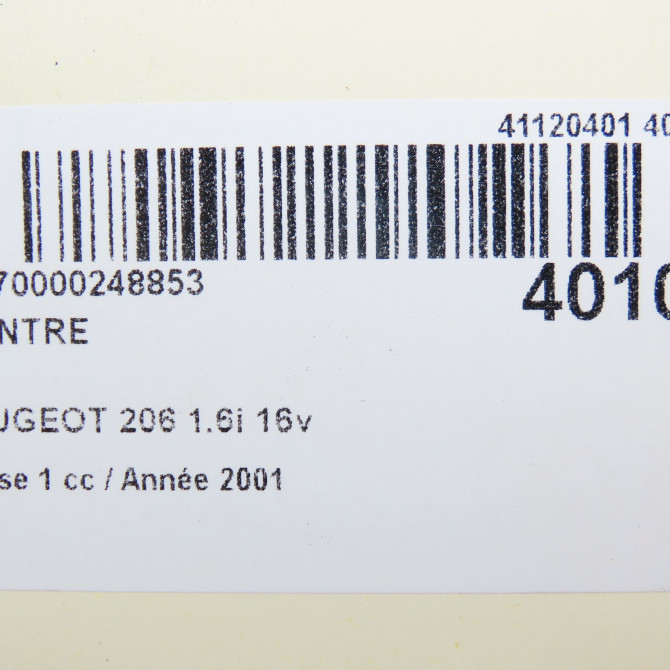 41120401 40
70000248853
4010
NTRE
UGEOT 206 1.6i 16v
se 1 cc / Année 2001